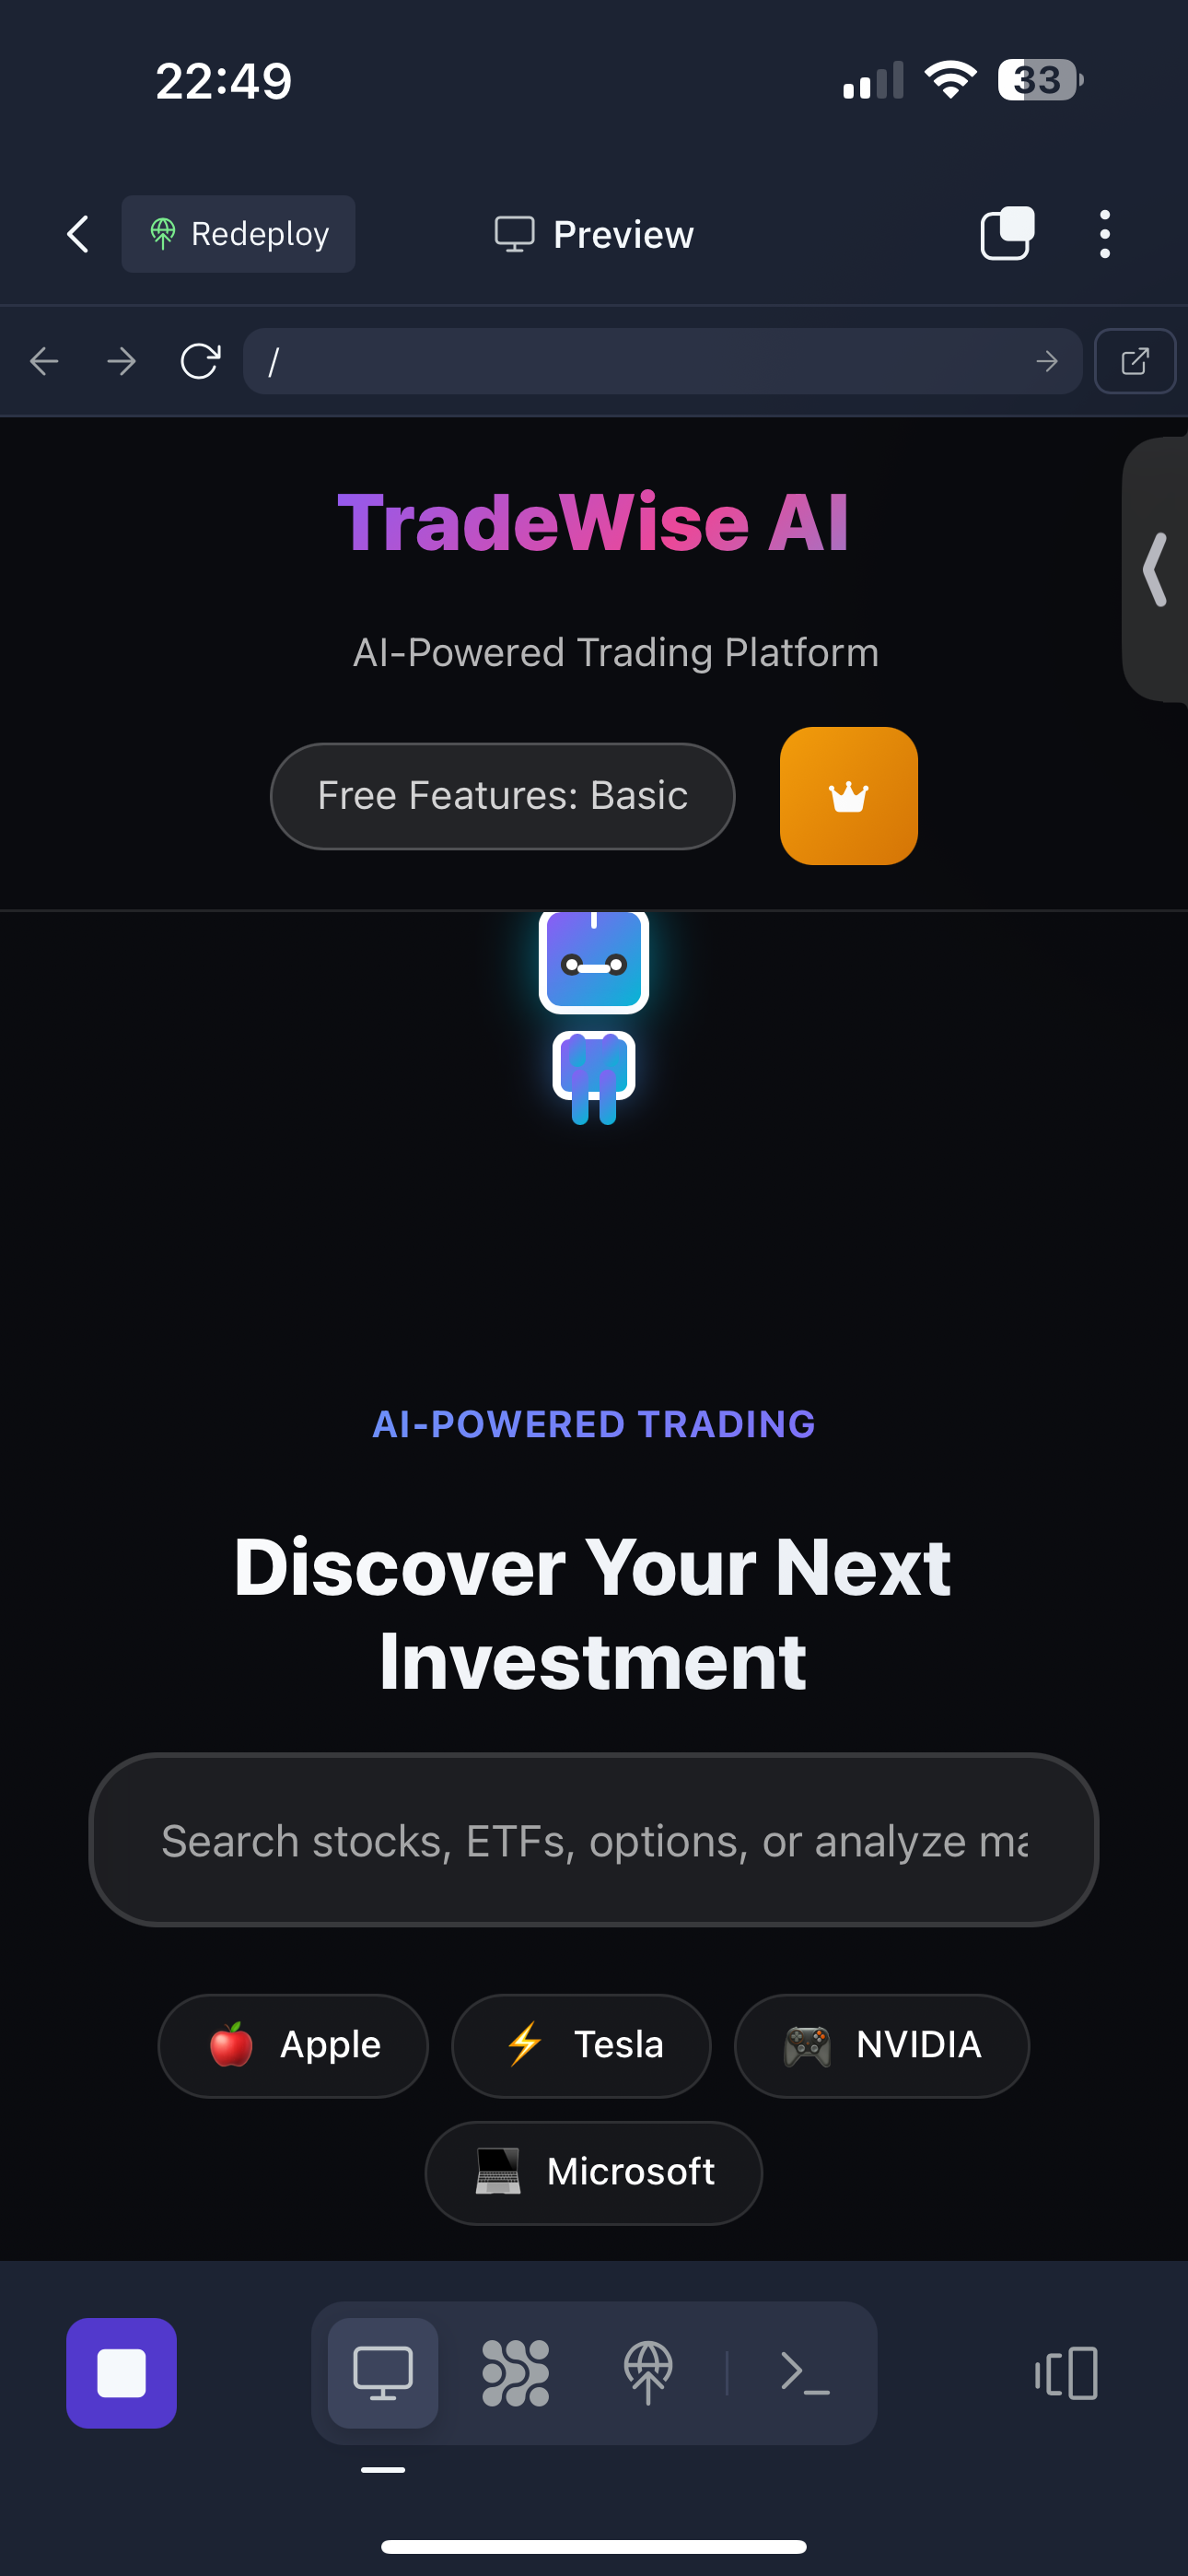 22:49
33
Redeploy
Preview
/
TradeWise AI
AI-Powered Trading Platform
Free Features: Basic
AI-POWERED TRADING
Discover Your Next
Investment
Search stocks, ETFs, options, or analyze ma
Apple
Tesla
NVIDIA
Microsoft